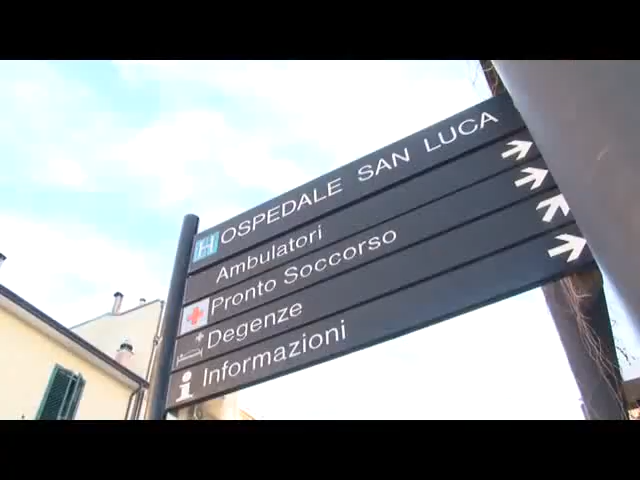 H OSPEDALE SAN LUCA
Ambulatori
Pronto Soccorso
Degenze
i Informazioni